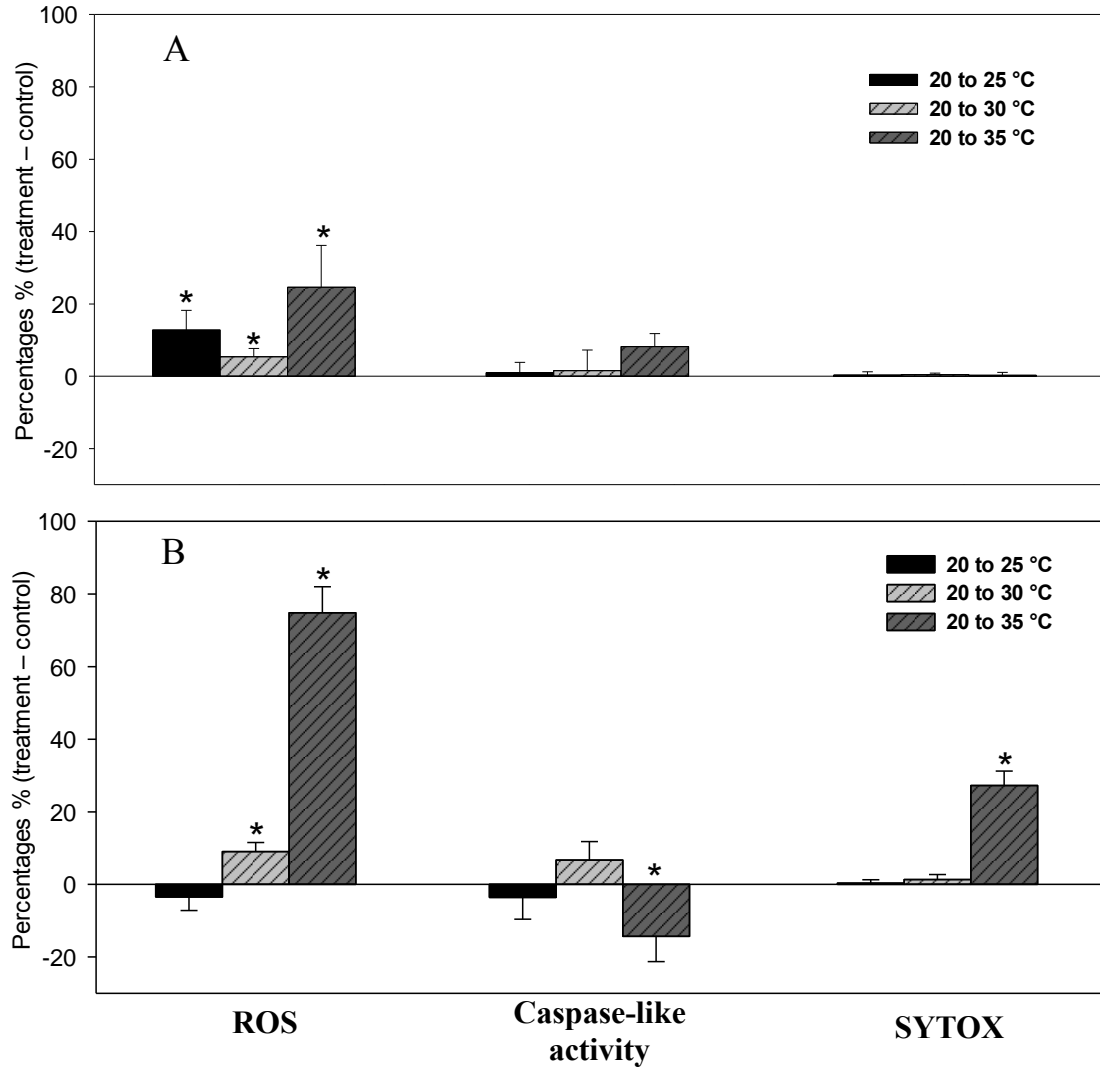 100
80
60
40
20
0
-20
Percentages % (treatment – control)
A
20 to 25 °C
20 to 30 °C
20 to 35 °C
*
*
*
100
80
60
40
20
0
-20
Percentages % (treatment – control)
B
20 to 25 °C
20 to 30 °C
20 to 35 °C
*
*
*
*
ROS
Caspase-like
activity
SYTOX